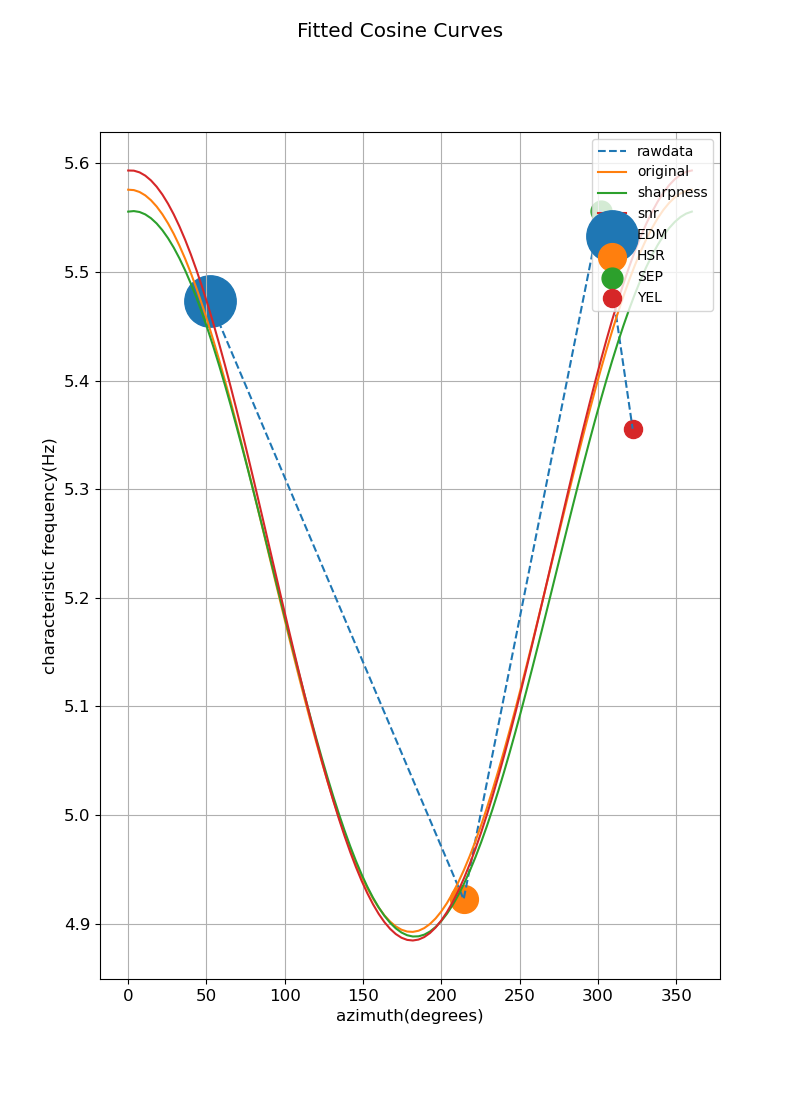 Fitted Cosine Curves
rawdata
original
sharpness
snr
EDM
HSR
SEP
YEL
5.6
5.5
5.4
5.3
5.2
5.1
5.0
4.9
characteristic frequency(Hz)
0 50 100 150 200 250 300 350
azimuth(degrees)